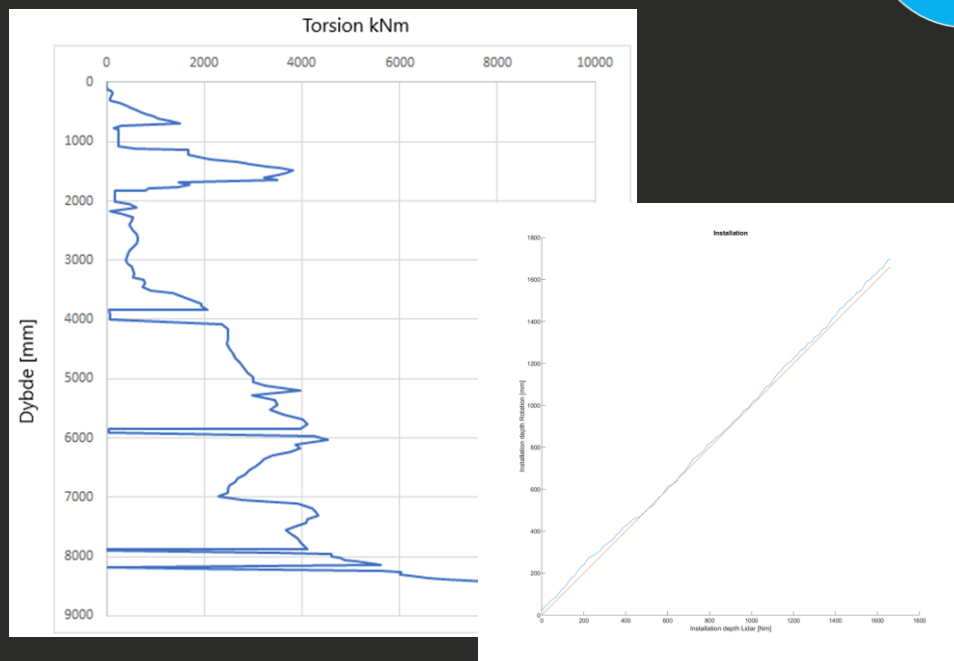 Torsion kNm
0 2000 4000 6000 8000 10000
0
1000
2000
3000
4000
5000
6000
7000
8000
9000
Dybde [mm]
Installation
1800
1600
1400
1200
1000
800
600
400
200
0
0 200 400 600 800 1000 1200 1400 1600 1800
Installation depth Rotation [mm]
Installation depth Lidar [Nm]